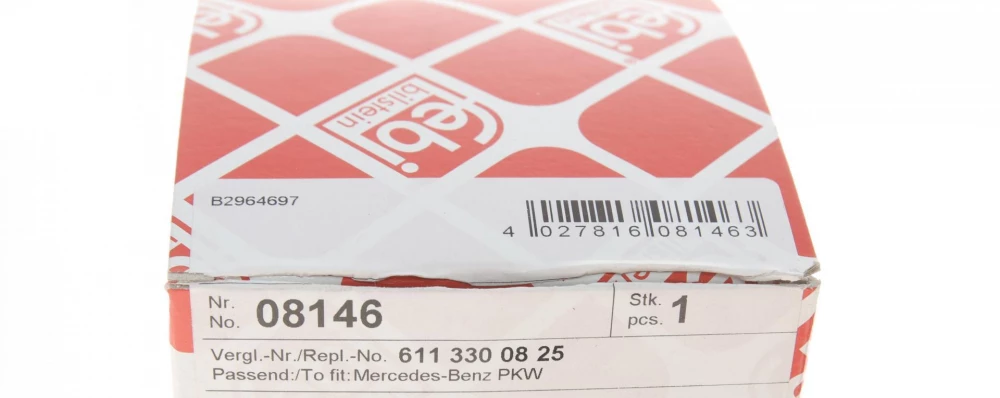 febi
febi
bilstein
B2964697
4 027816 081463
Nr.
No. 08146
Stk.
pcs. 1
Vergl.-Nr./Repl.-No. 611 330 08 25
Passend:/To fit:Mercedes-Benz PKW